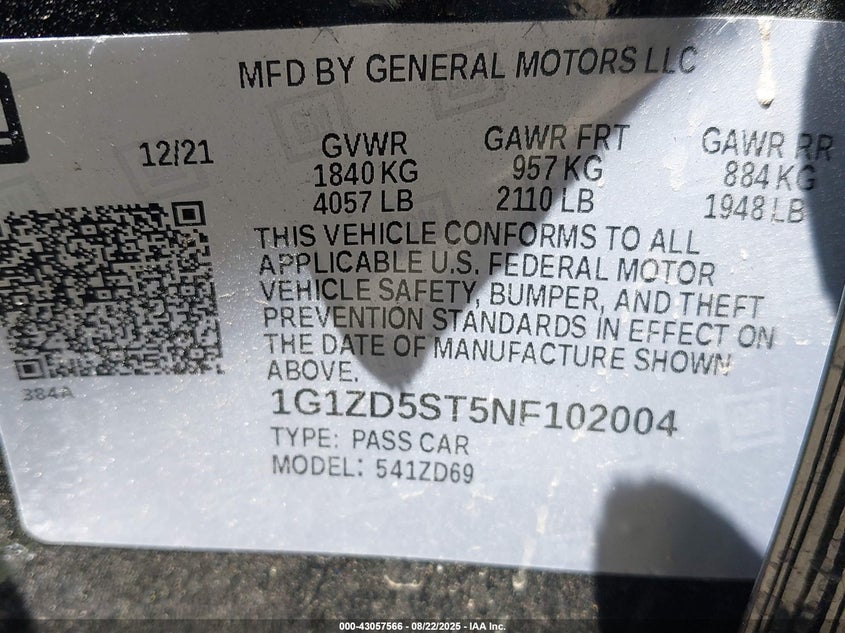 MFD BY GENERAL MOTORS LLC
12/21 GVWR GAWR FRT GAWR RR
1840 KG 957 KG 884 KG
4057 LB 2110 LB 1948 LB
THIS VEHICLE CONFORMS TO ALL
APPLICABLE U.S. FEDERAL MOTOR
VEHICLE SAFETY, BUMPER, AND THEFT
PREVENTION STANDARDS IN EFFECT ON
THE DATE OF MANUFACTURE SHOWN
ABOVE.
384A
1G1ZD5ST5NF102004
TYPE: PASS CAR
MODEL: 541ZD69
000-43057566 - 08/22/2025 - IAA Inc.